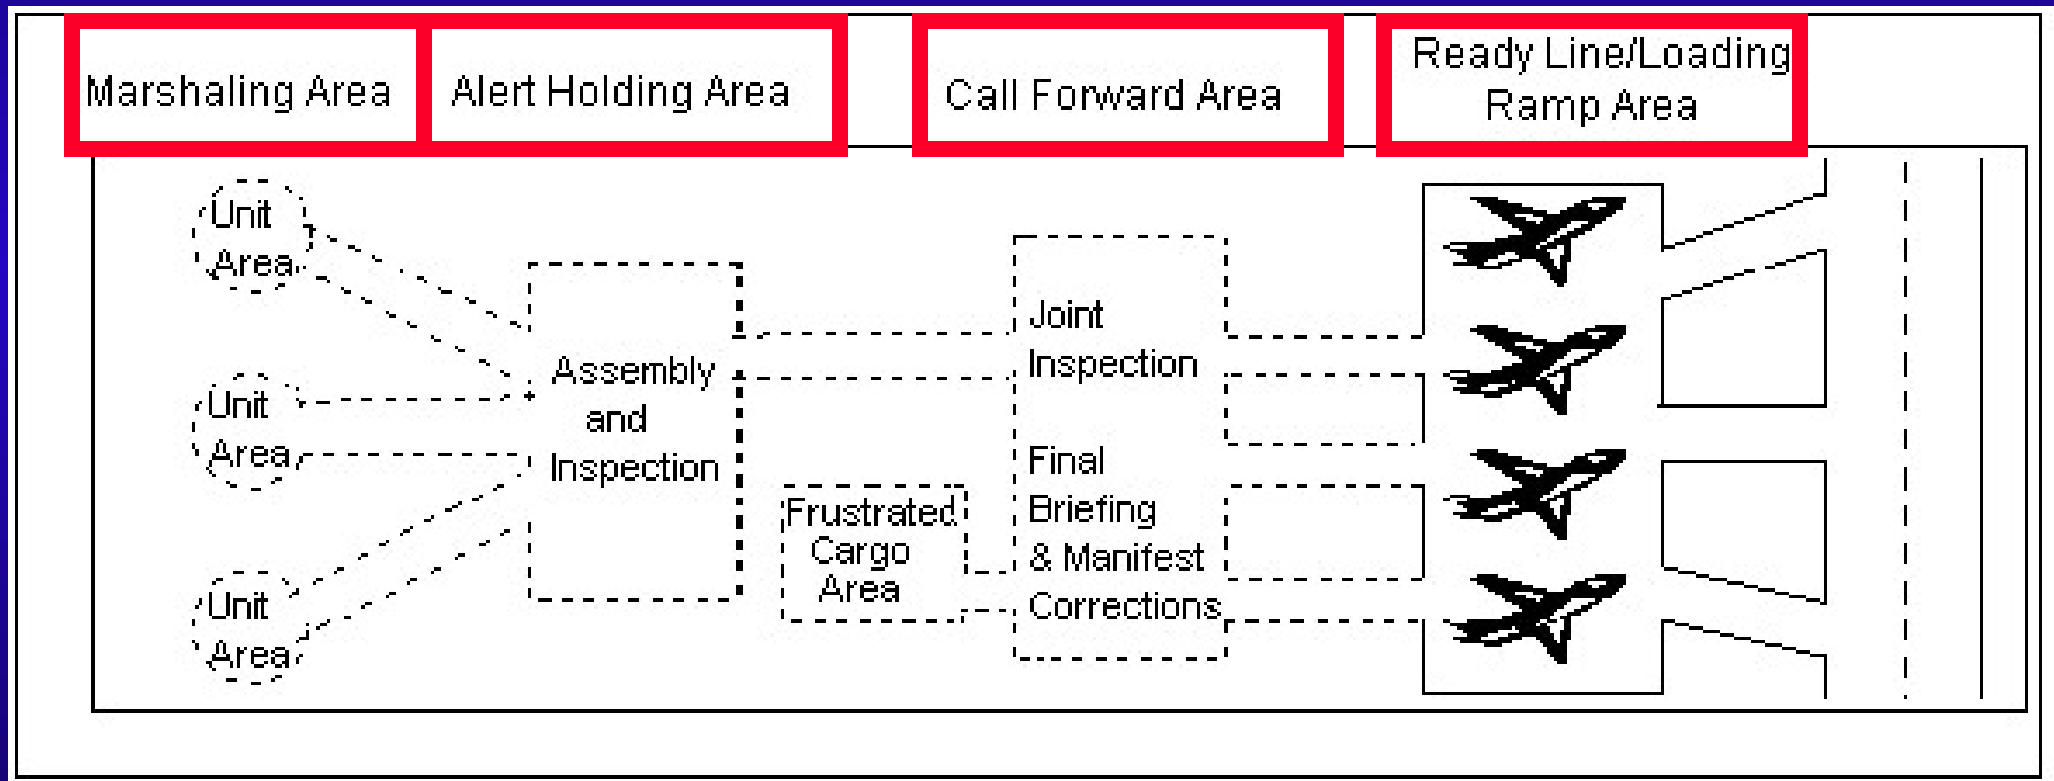 Marshaling Area
Alert Holding Area
Call Forward Area
Ready Line/Loading
Ramp Area
Unit
Area
Unit
Area
Unit
Area
Assembly
and
Inspection
Frustrated
Cargo
Area
Joint
Inspection
Final
Briefing
& Manifest
Corrections